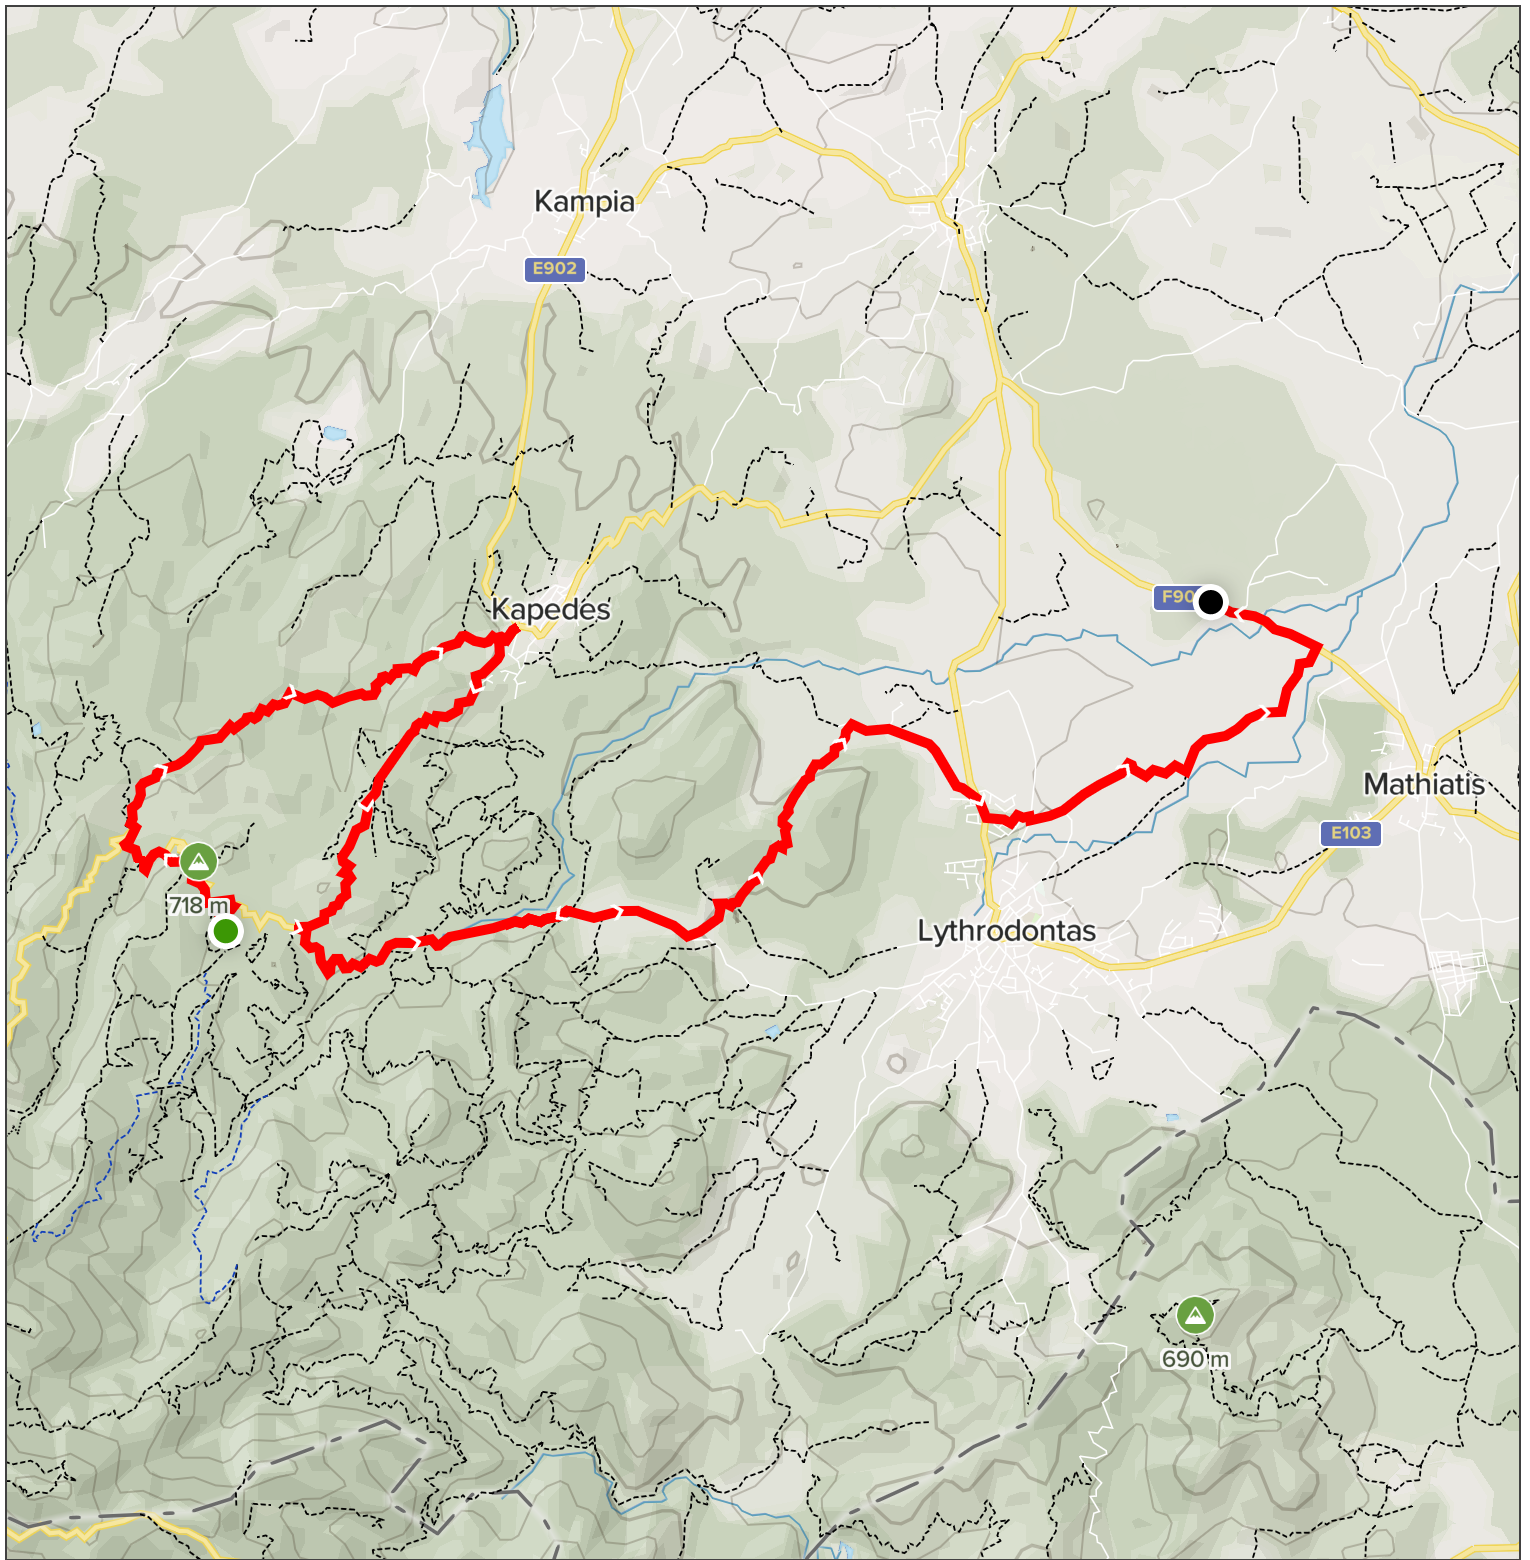 Kampia
E902
Kapedes
F90
Mathiatis
E103
718 m
Lythrodontas
690 m